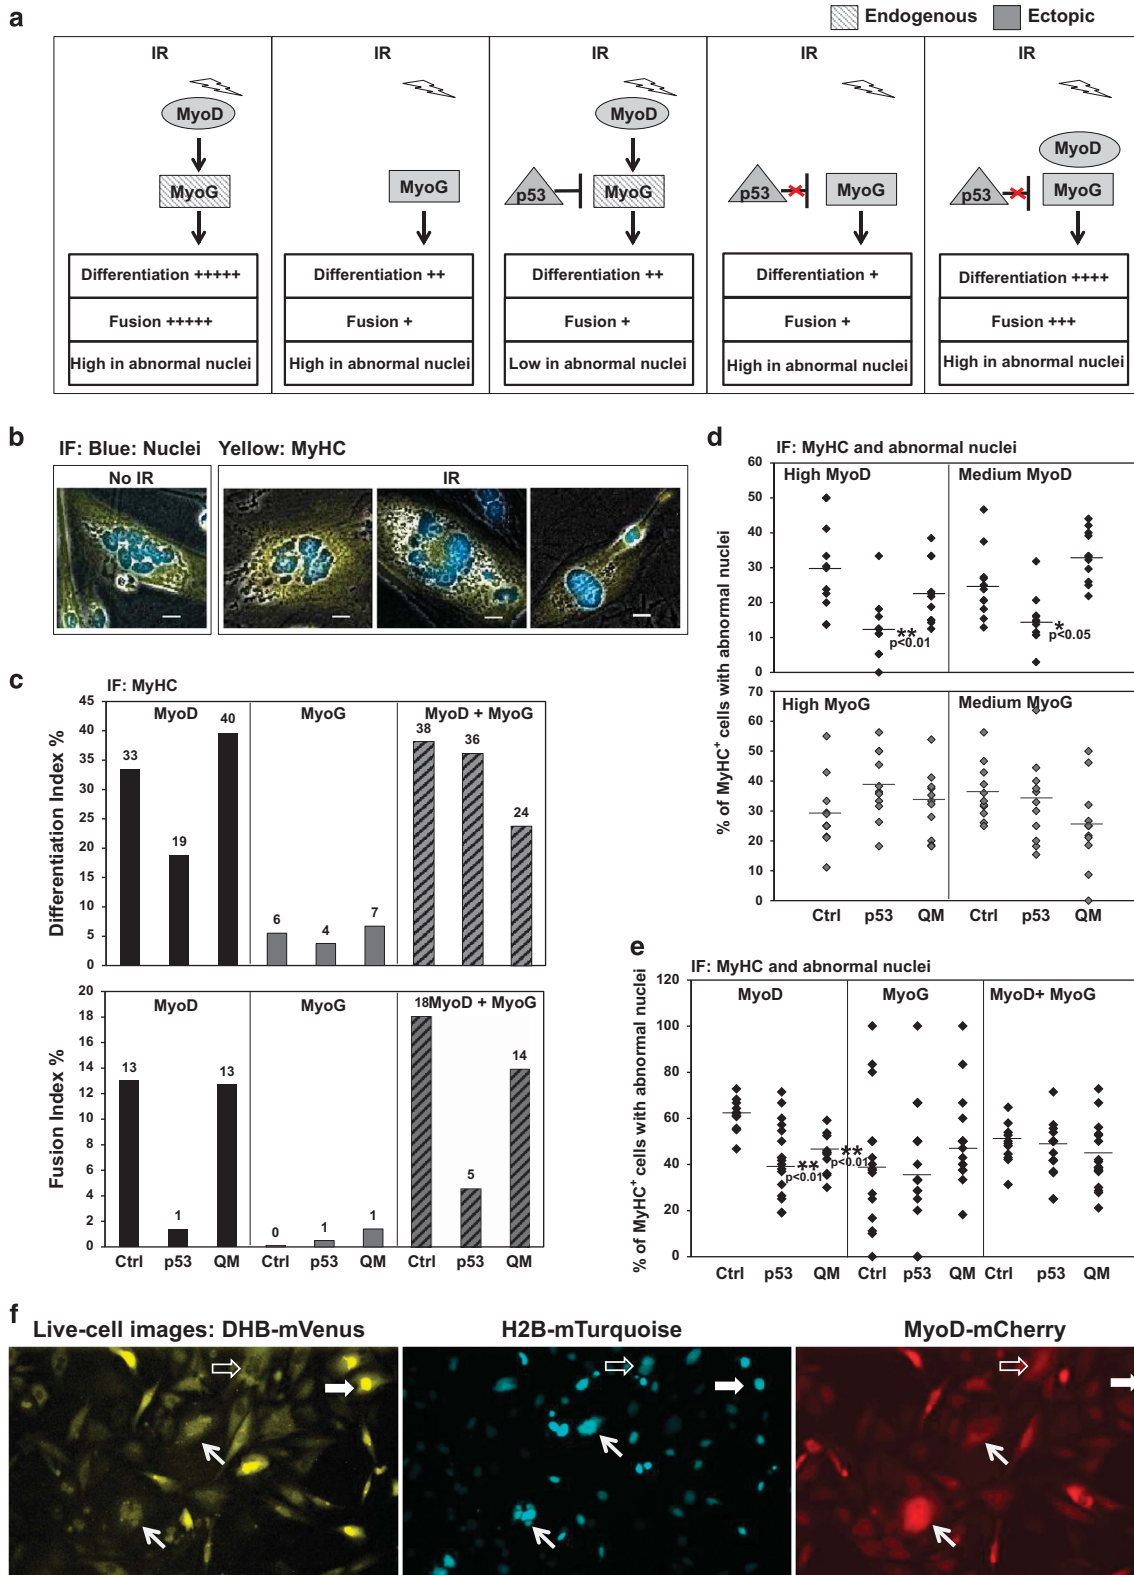 a
Endogenous Ectopic
IR IR IR IR IR
MyoD MyoD MyoD
MyoG MyoG p53 MyoG p53 MyoG p53 MyoG
Differentiation +++++ Differentiation ++ Differentiation ++ Differentiation + Differentiation ++++
Fusion +++++ Fusion + Fusion + Fusion + Fusion +++
High in abnormal nuclei High in abnormal nuclei Low in abnormal nuclei High in abnormal nuclei High in abnormal nuclei
b
IF: Blue: Nuclei Yellow: MyHC
No IR IR
c
IF: MyHC
Differentiation Index %
45
40
35
30
25
20
15
10
5
0
MyoD MyoG MyoD + MyoG
33 19 40 6 4 7 38 36 24
Fusion Index %
20
18
16
14
12
10
8
6
4
2
0
MyoD MyoG MyoD + MyoG
13 1 13 0 1 1 18 5 14
Ctrl p53 QM Ctrl p53 QM Ctrl p53 QM
d
IF: MyHC and abnormal nuclei
% of MyHC+ cells with abnormal nuclei
60
50
40
30
20
10
0
High MyoD Medium MyoD
** p<0.01
* p<0.05
70
60
50
40
30
20
10
0
High MyoG Medium MyoG
Ctrl p53 QM Ctrl p53 QM
e
IF: MyHC and abnormal nuclei
% of MyHC+ cells with abnormal nuclei
120
100
80
60
40
20
0
MyoD MyoG MyoD+ MyoG
** p<0.01
** p<0.01
Ctrl p53 QM Ctrl p53 QM Ctrl p53 QM
f
Live-cell images: DHB-mVenus H2B-mTurquoise MyoD-mCherry